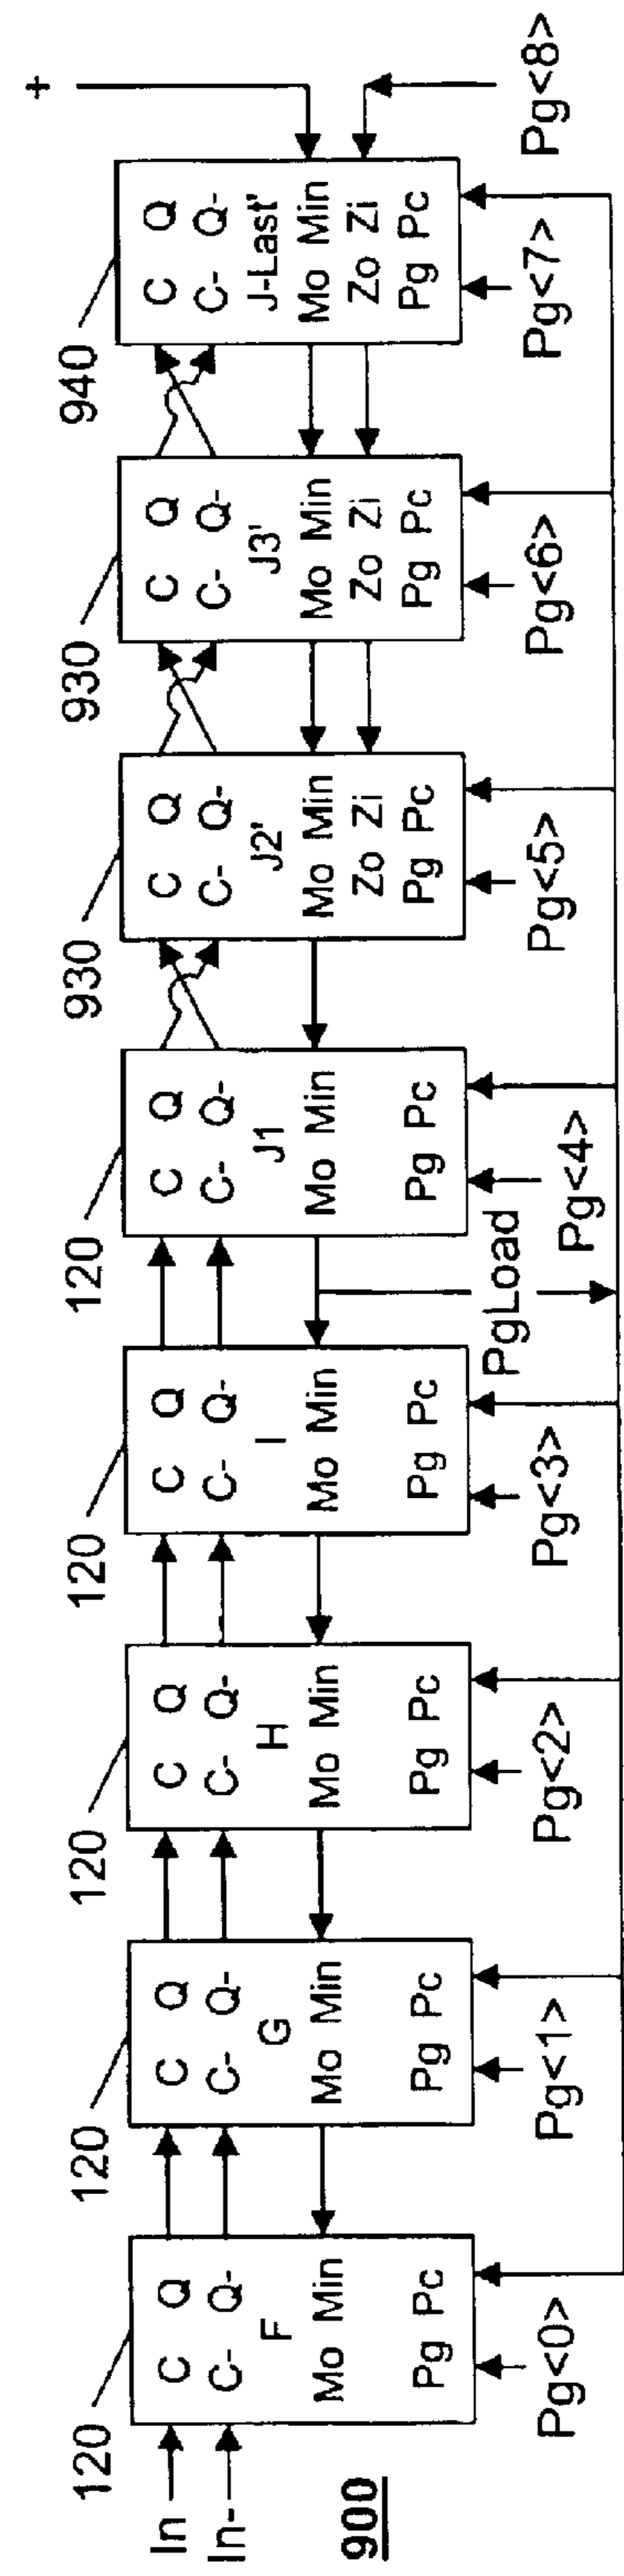 120 120 120 120 120 930 930 940 +
In
In-
900
C Q
C- Q-
F
Mo Min
Pg Pc
Pg<0>
C Q
C- Q-
G
Mo Min
Pg Pc
Pg<1>
C Q
C- Q-
H
Mo Min
Pg Pc
Pg<2>
C Q
C- Q-
I
Mo Min
Pg Pc
Pg<3>
PgLoad
C Q
C- Q-
J1
Mo Min
Pg Pc
Pg<4>
C Q
C- Q-
J2'
Mo Min
Zo Zi
Pg Pc
Pg<5>
C Q
C- Q-
J3'
Mo Min
Zo Zi
Pg Pc
Pg<6>
C Q
C- Q-
J-Last'
Mo Min
Zo Zi
Pg Pc
Pg<7>
Pg<8>